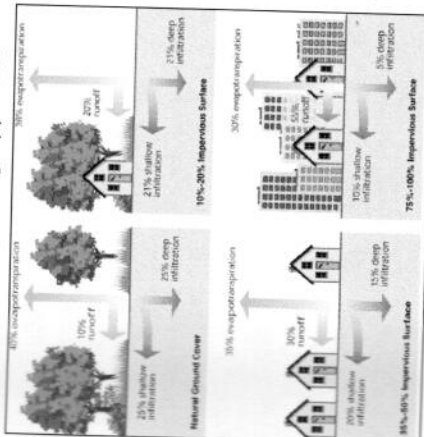 40% evapotranspiration
10%
runoff
25% shallow
infiltration
25% deep
infiltration
Natural Ground Cover
38% evapotranspiration
20%
runoff
21% shallow
infiltration
21% deep
infiltration
10%-20% Impervious Surface
35% evapotranspiration
30%
runoff
20% shallow
infiltration
15% deep
infiltration
35%-50% Impervious Surface
30% evapotranspiration
55%
runoff
10% shallow
infiltration
5% deep
infiltration
75%-100% Impervious Surface